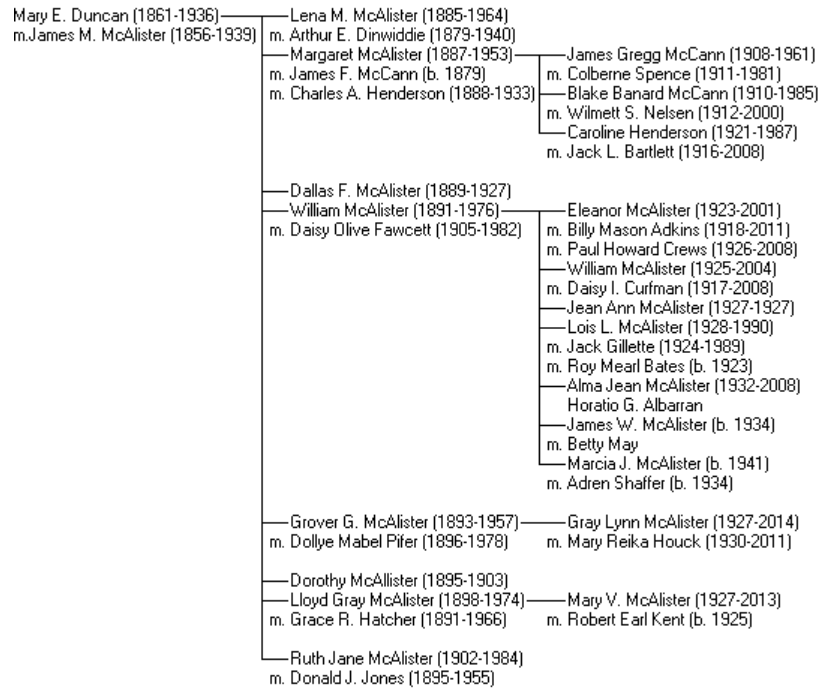 Mary E. Duncan (1861-1936)
m.James M. McAlister (1856-1939)
Lena M. McAlister (1885-1964)
m. Arthur E. Dinwiddie (1879-1940)
Margaret McAlister (1887-1953)
m. James F. McCann (b. 1879)
m. Charles A. Henderson (1888-1933)
James Gregg McCann (1908-1961)
m. Colberne Spence (1911-1981)
Blake Banard McCann (1910-1985)
m. Wilmett S. Nelsen (1912-2000)
Caroline Henderson (1921-1987)
m. Jack L. Bartlett (1916-2008)
Dallas F. McAlister (1889-1927)
William McAlister (1891-1976)
m. Daisy Olive Fawcett (1905-1982)
Eleanor McAlister (1923-2001)
m. Billy Mason Adkins (1918-2011)
m. Paul Howard Crews (1926-2008)
William McAlister (1925-2004)
m. Daisy I. Curfman (1917-2008)
Jean Ann McAlister (1927-1927)
Lois L. McAlister (1928-1990)
m. Jack Gillette (1924-1989)
m. Roy Mearl Bates (b. 1923)
Alma Jean McAlister (1932-2008)
Horatio G. Albarran
James W. McAlister (b. 1934)
m. Betty May
Marcia J. McAlister (b. 1941)
m. Adren Shaffer (b. 1934)
Grover G. McAlister (1893-1957)
m. Dollye Mabel Pifer (1896-1978)
Gray Lynn McAlister (1927-2014)
m. Mary Reika Houck (1930-2011)
Dorothy McAllister (1895-1903)
Lloyd Gray McAlister (1898-1974)
m. Grace R. Hatcher (1891-1966)
Mary V. McAlister (1927-2013)
m. Robert Earl Kent (b. 1925)
Ruth Jane McAlister (1902-1984)
m. Donald J. Jones (1895-1955)